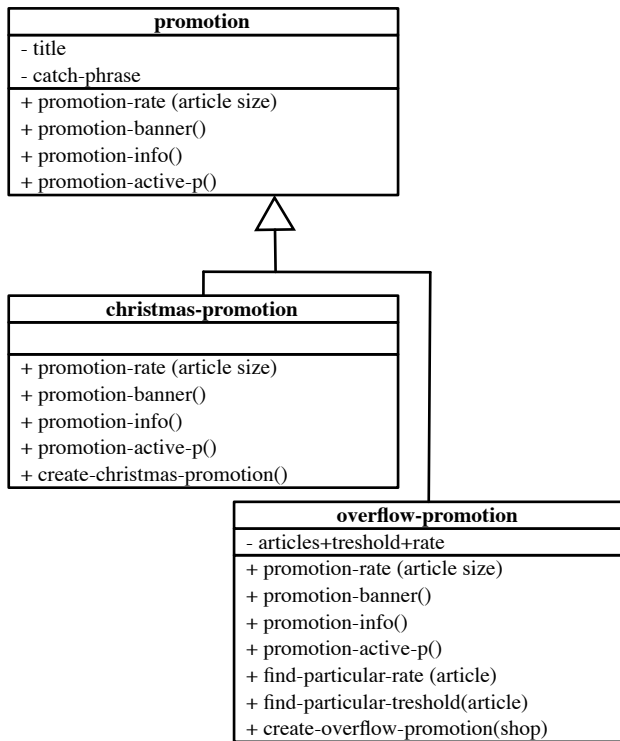 promotion
- title
- catch-phrase
+ promotion-rate (article size)
+ promotion-banner()
+ promotion-info()
+ promotion-active-p()
christmas-promotion
+ promotion-rate (article size)
+ promotion-banner()
+ promotion-info()
+ promotion-active-p()
+ create-christmas-promotion()
overflow-promotion
- articles+treshold+rate
+ promotion-rate (article size)
+ promotion-banner()
+ promotion-info()
+ promotion-active-p()
+ find-particular-rate (article)
+ find-particular-treshold(article)
+ create-overflow-promotion(shop)